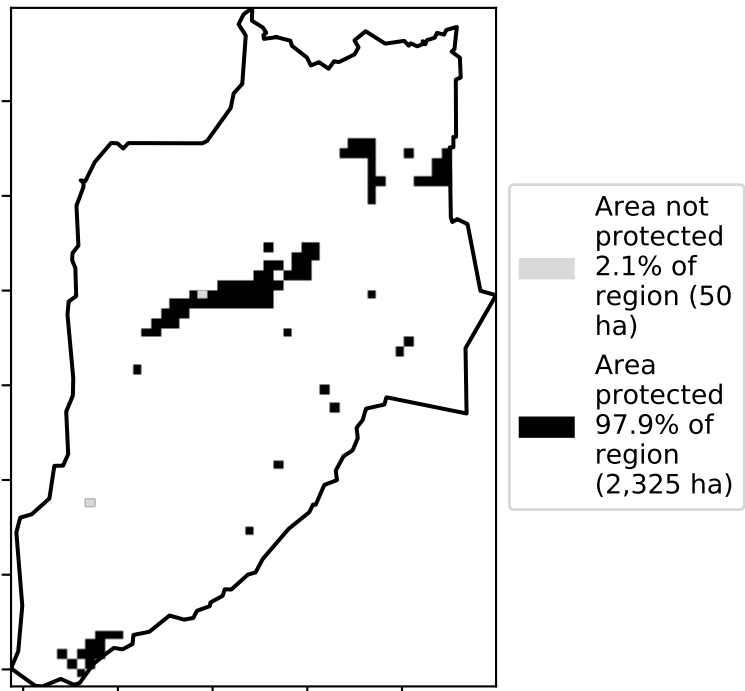 Area not
protected
2.1% of
region (50
ha)
Area
protected
97.9% of
region
(2,325 ha)